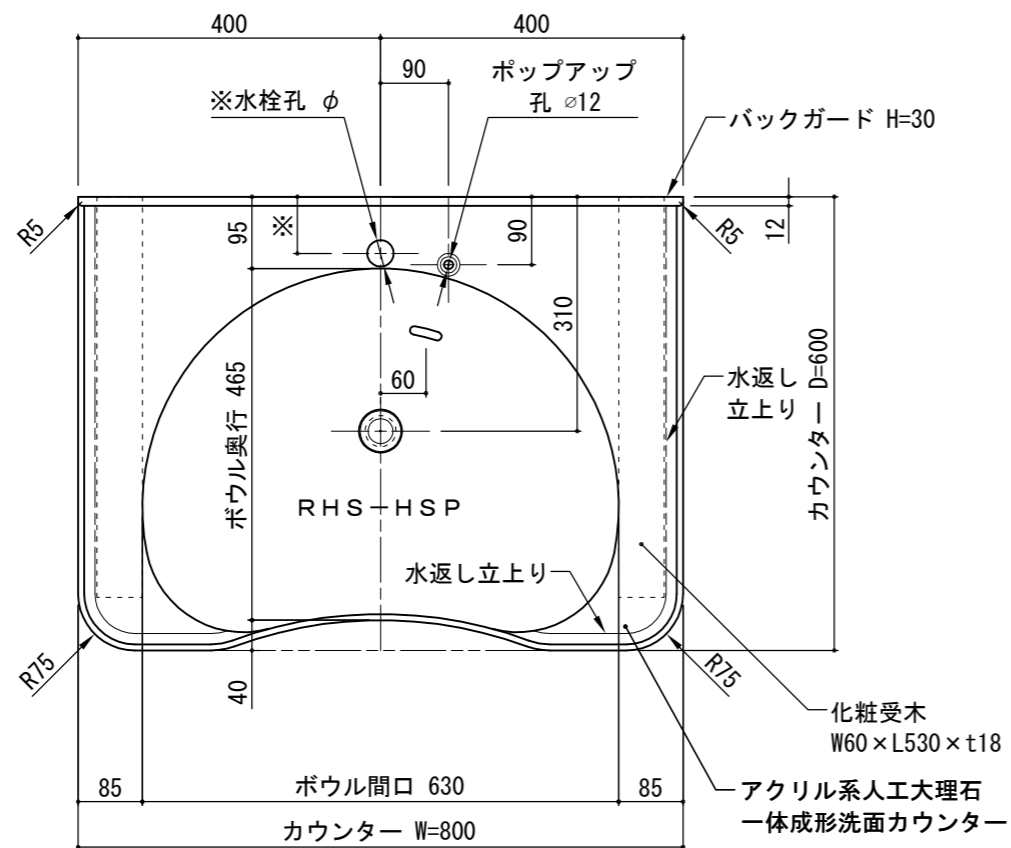 400
400
90
ポップアップ
孔 ⌀12
※水栓孔 φ
バックガード H=30
R5
95
※
90
R5
12
310
ボウル奥行 465
60
水返し
立上り
カウンター D=600
RHS-HSP
水返し立上り
R75
40
R75
化粧受木
W60×L530×t18
85
ボウル間口 630
85
アクリル系人工大理石
一体成形洗面カウンター
カウンター W=800